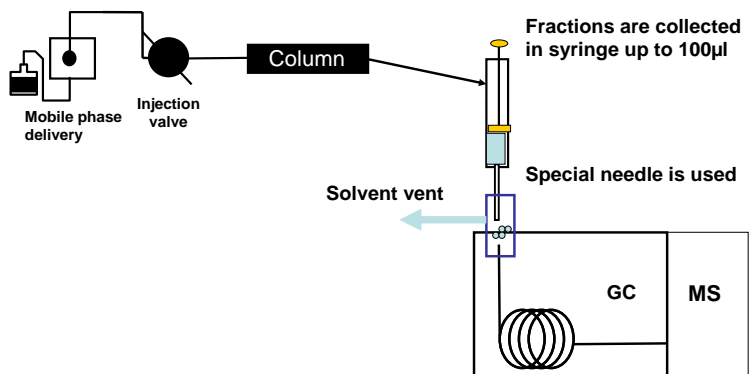 Fractions are collected
in syringe up to 100µl
Column
Mobile phase
delivery
Injection
valve
Special needle is used
Solvent vent
GC
MS